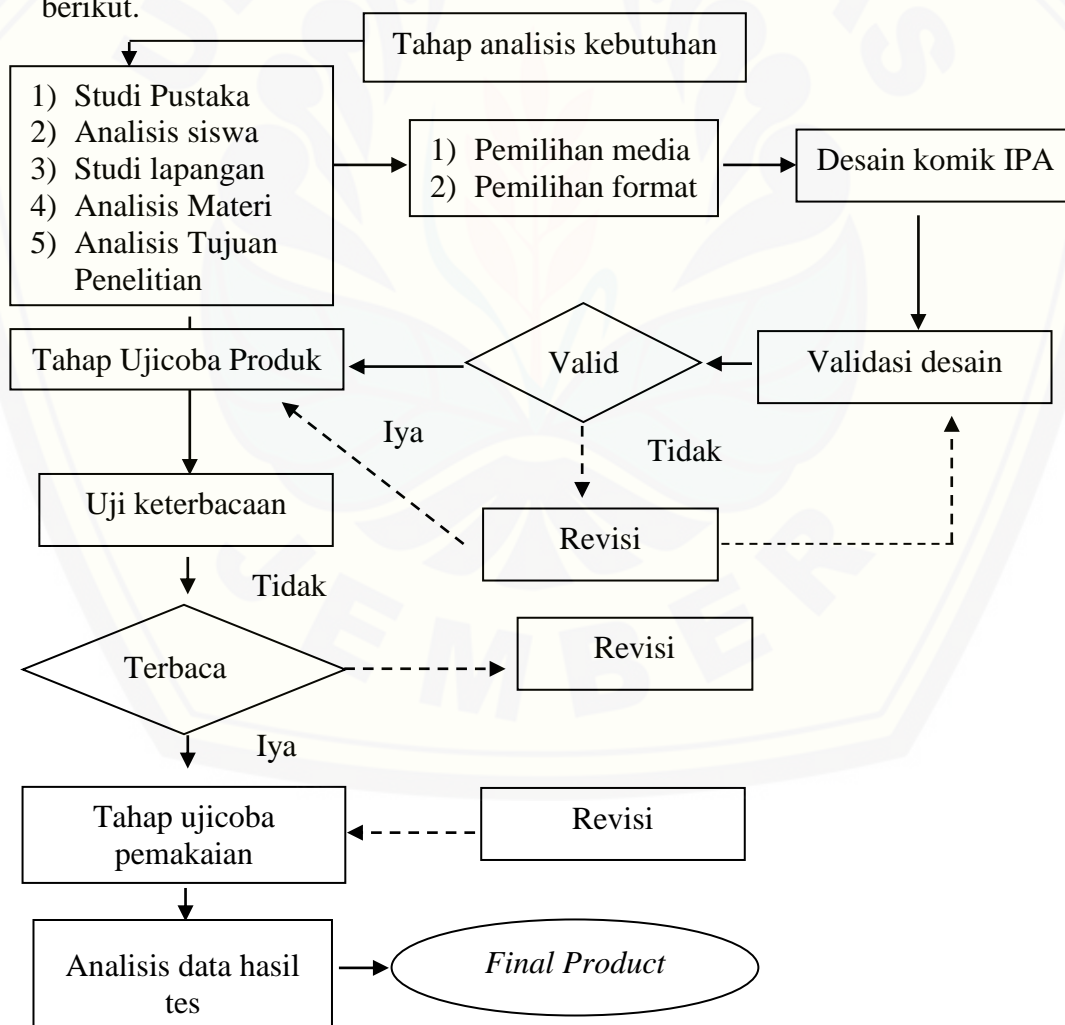 berikut.
Tahap analisis kebutuhan
1) Studi Pustaka
2) Analisis siswa
3) Studi lapangan
4) Analisis Materi
5) Analisis Tujuan
Penelitian
1) Pemilihan media
2) Pemilihan format
Desain komik IPA
Tahap Ujicoba Produk
Valid
Validasi desain
Iya
Tidak
Uji keterbacaan
Revisi
Tidak
Terbaca
Revisi
Iya
Tahap ujicoba
pemakaian
Revisi
Analisis data hasil
tes
Final Product
JEMBER